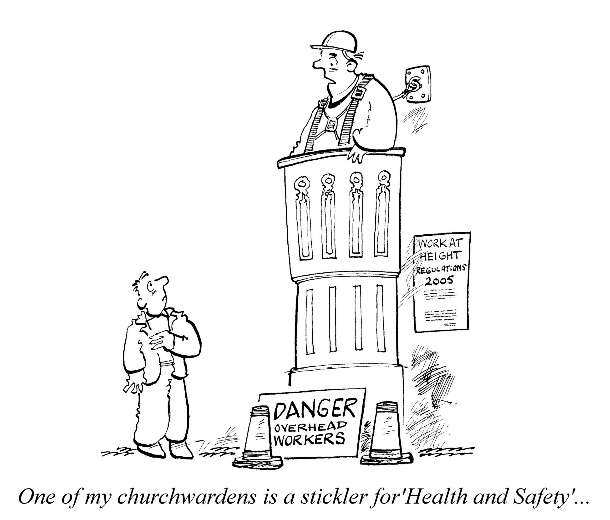 WORK AT
HEIGHT
REGULATIONS
2005
DANGER
OVERHEAD
WORKERS
One of my churchwardens is a stickler for'Health and Safety'...